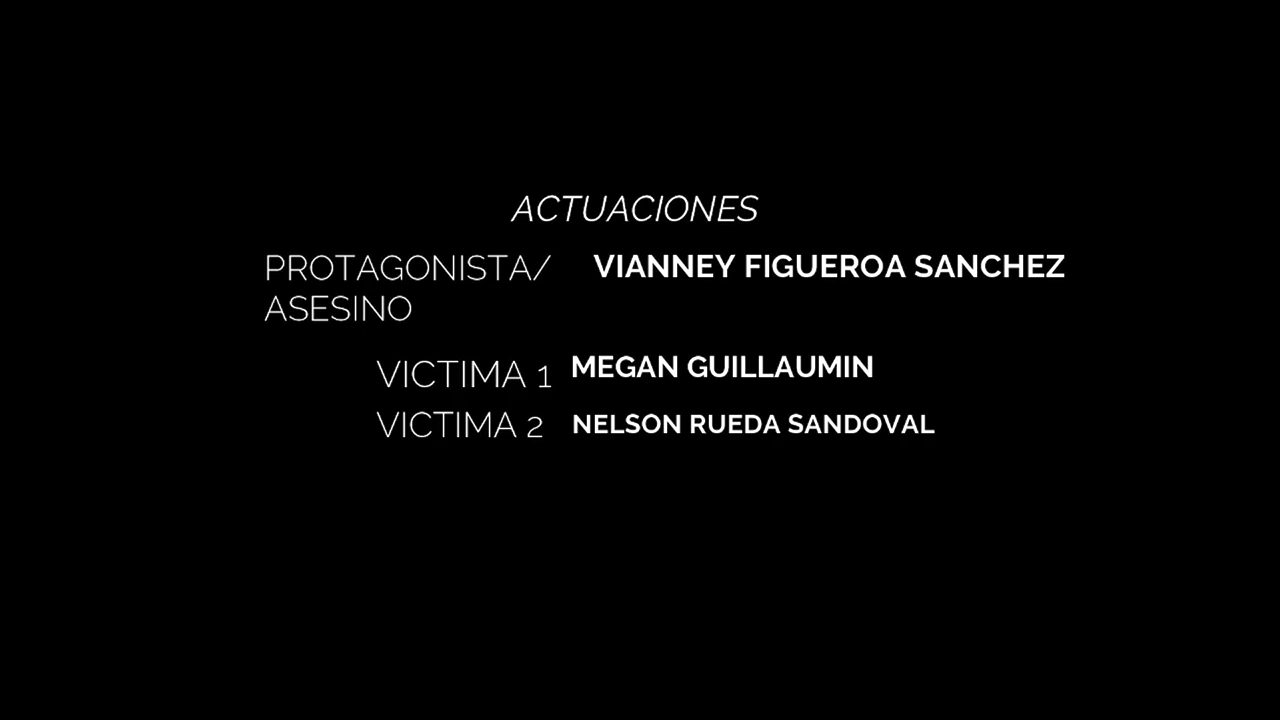 ACTUACIONES
PROTAGONISTA/ VIANNEY FIGUEROA SANCHEZ
ASESINO
VICTIMA 1 MEGAN GUILLAUMIN
VICTIMA 2 NELSON RUEDA SANDOVAL